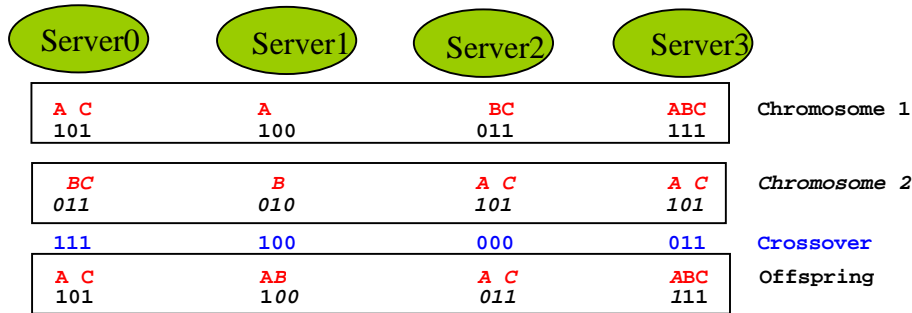 Server0 Server1 Server2 Server3
A C A BC ABC Chromosome 1
101 100 011 111
BC B A C A C Chromosome 2
011 010 101 101
111 100 000 011 Crossover
A C AB A C ABC Offspring
101 100 011 111